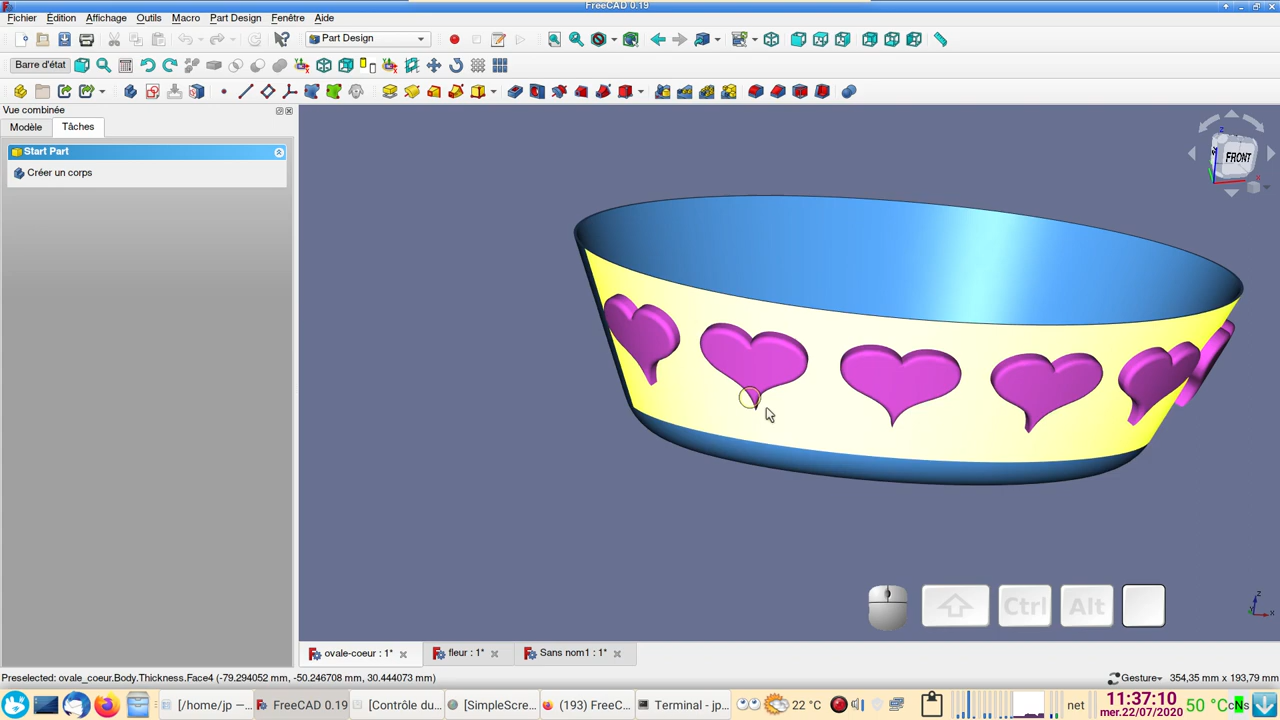 FreeCAD 0.19
Fichier Édition Affichage Outils Macro Part Design Fenêtre Aide
Part Design
Barre d'état
Vue combinée
Modèle Tâches
Start Part
Créer un corps
FRONT
Z
X
Ctrl Alt
Z
X
ovale-coeur : 1* fleur : 1* Sans nom1 : 1*
Preselected: ovale_coeur.Body.Thickness.Face4 (-79.294052 mm, -50.246708 mm, 30.444073 mm)
Gesture 354,35 mm x 193,79 mm
[/home/jp —... FreeCAD 0.19 [Contrôle du... [SimpleScre... (193) FreeC... Terminal - jp... 22 °C net 11:37:10 50 °C
mer.22/07/2020